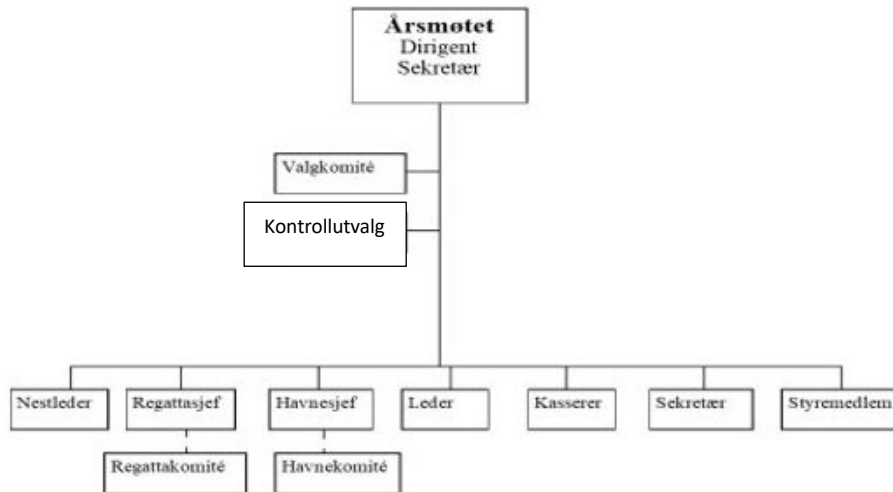 Årsmøtet
Dirigent
Sekretær
Valgkomité
Kontrollutvalg
Nestleder
Regattasjef
Havnesjef
Leder
Kasserer
Sekretær
Styremedlem
Regattakomité
Havnekomité